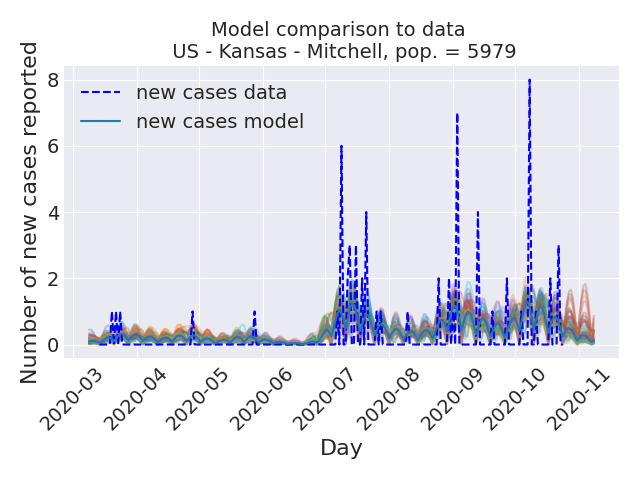 Model comparison to data
US - Kansas - Mitchell, pop. = 5979
new cases data
new cases model
Number of new cases reported
8
6
4
2
0
2020-03
2020-04
2020-05
2020-06
2020-07
2020-08
2020-09
2020-10
2020-11
Day